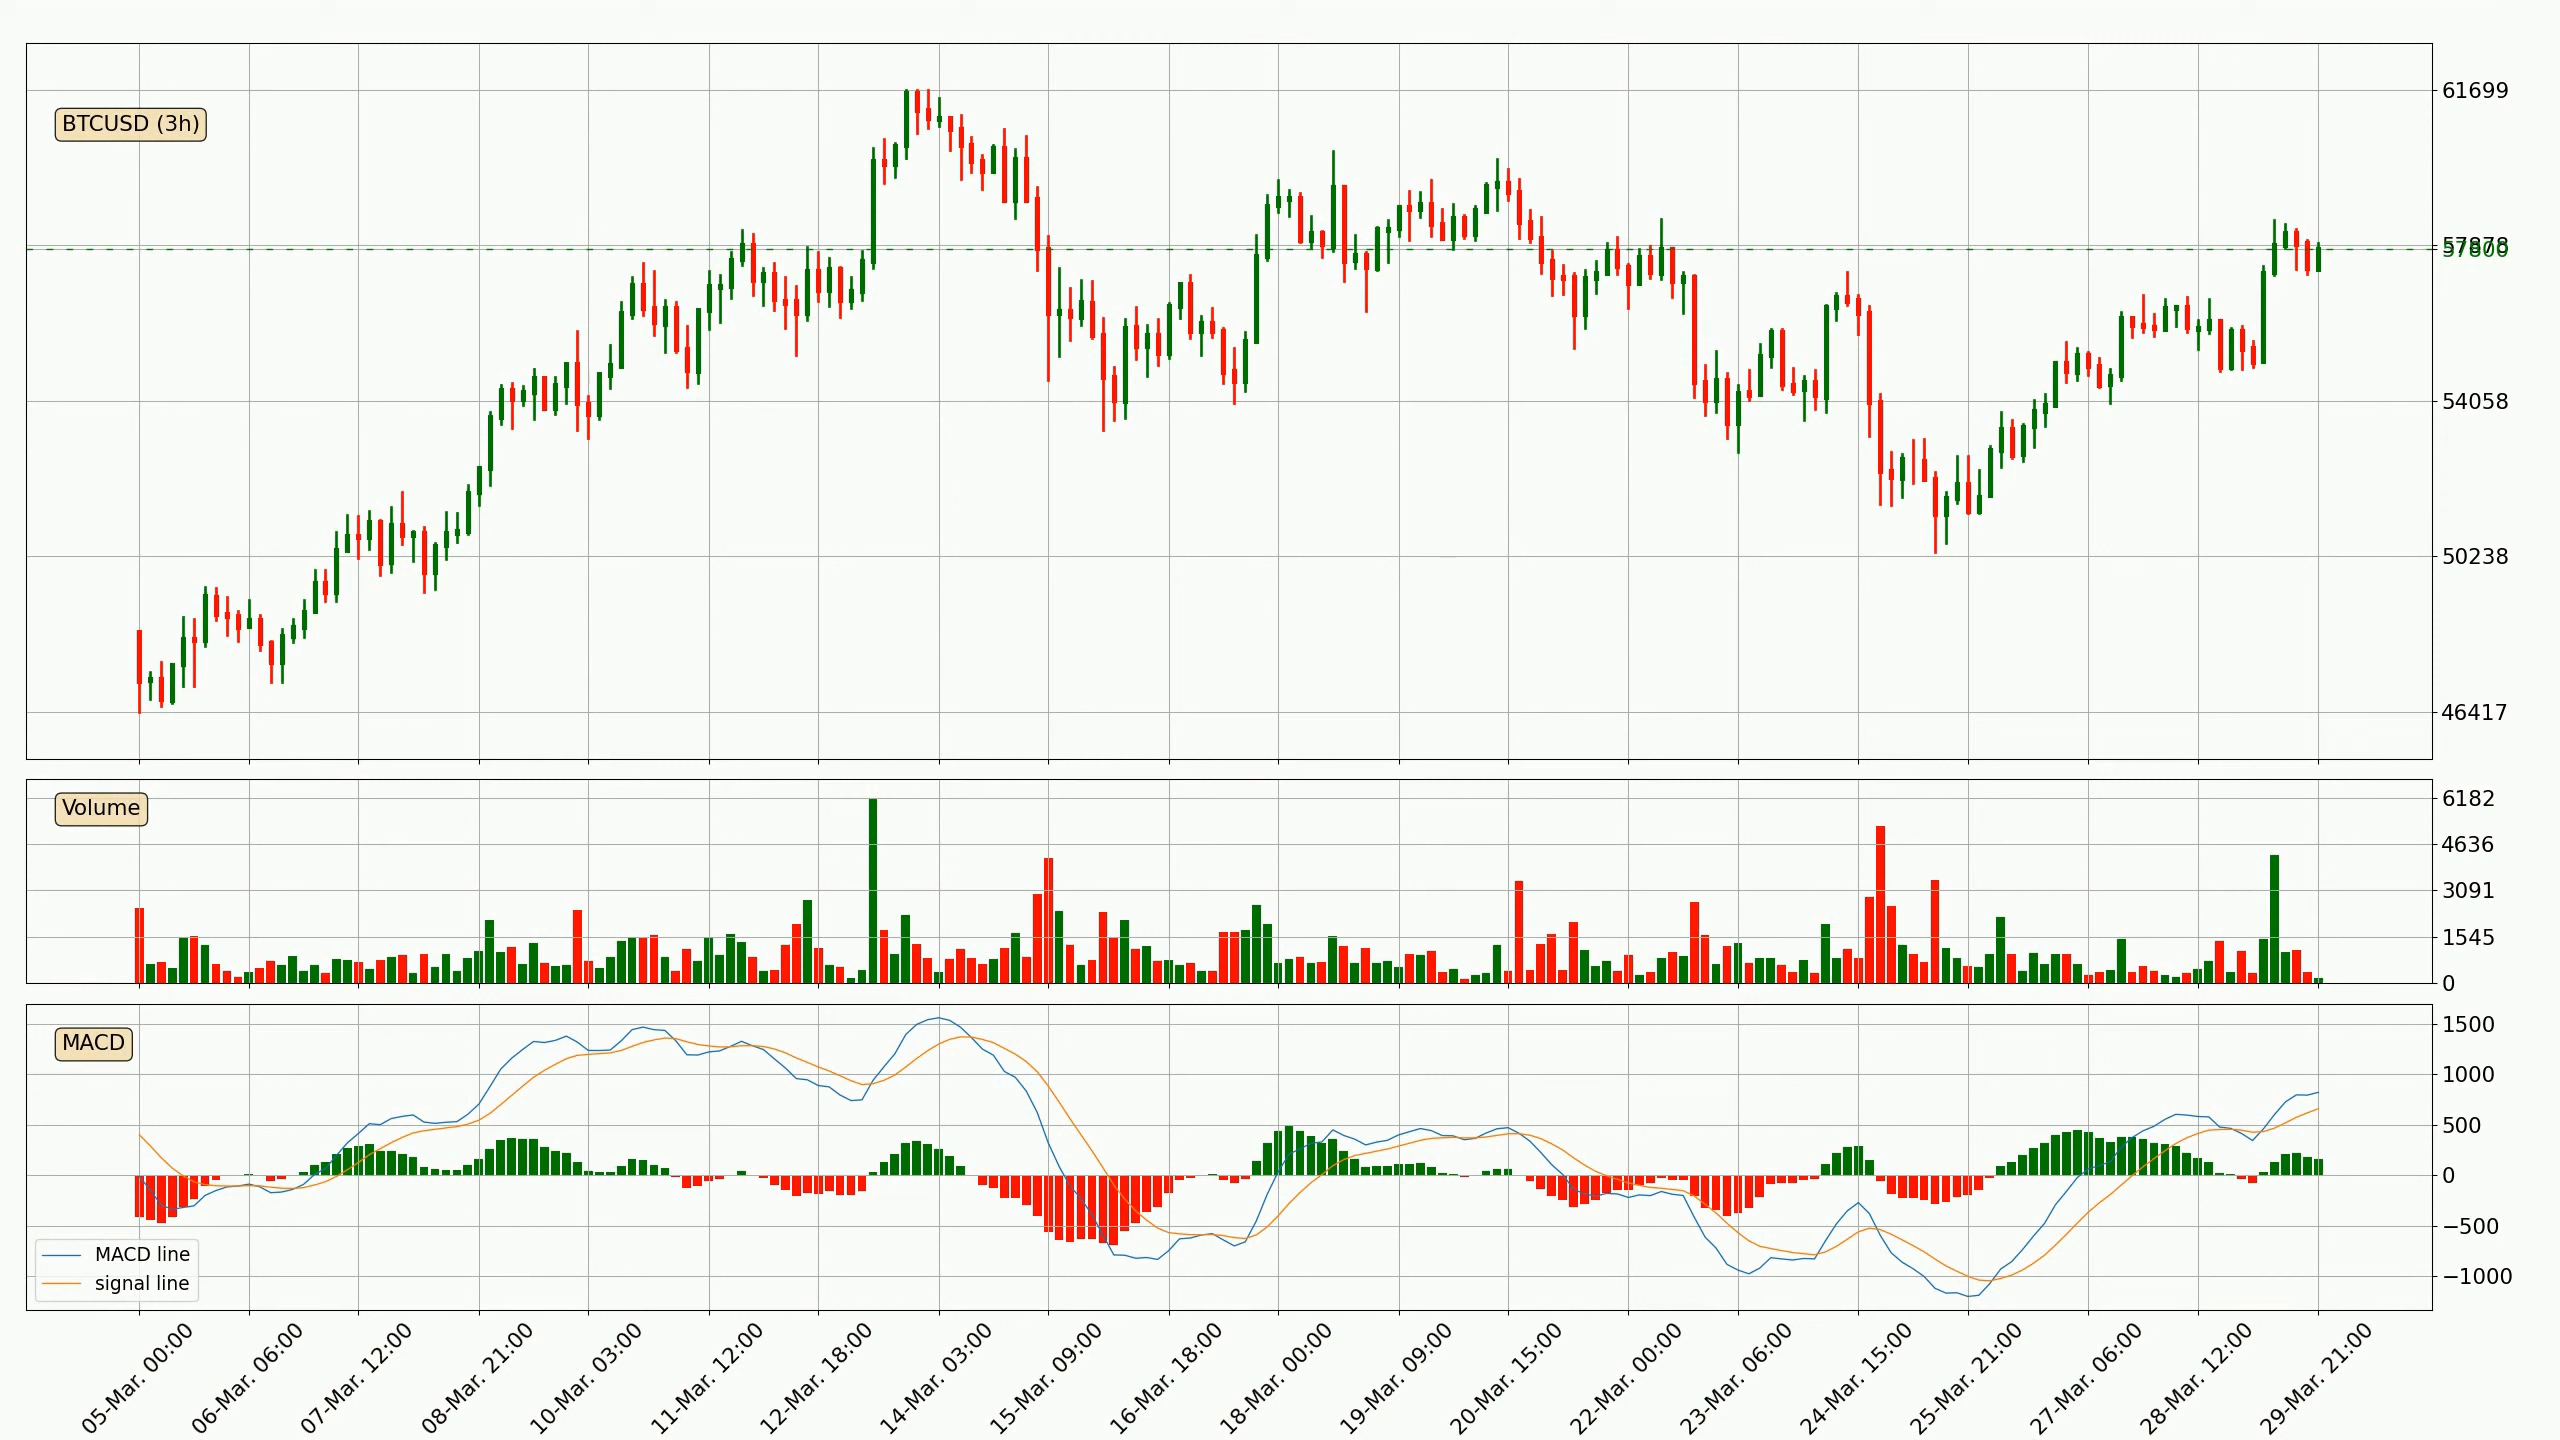 BTCUSD (3h)
61699
57878
57800
54058
50238
46417
Volume
6182
4636
3091
1545
0
MACD
1500
1000
500
0
−500
−1000
MACD line
signal line
05-Mar. 00:00
06-Mar. 06:00
07-Mar. 12:00
08-Mar. 21:00
10-Mar. 03:00
11-Mar. 12:00
12-Mar. 18:00
14-Mar. 03:00
15-Mar. 09:00
16-Mar. 18:00
18-Mar. 00:00
19-Mar. 09:00
20-Mar. 15:00
22-Mar. 00:00
23-Mar. 06:00
24-Mar. 15:00
25-Mar. 21:00
27-Mar. 06:00
28-Mar. 12:00
29-Mar. 21:00